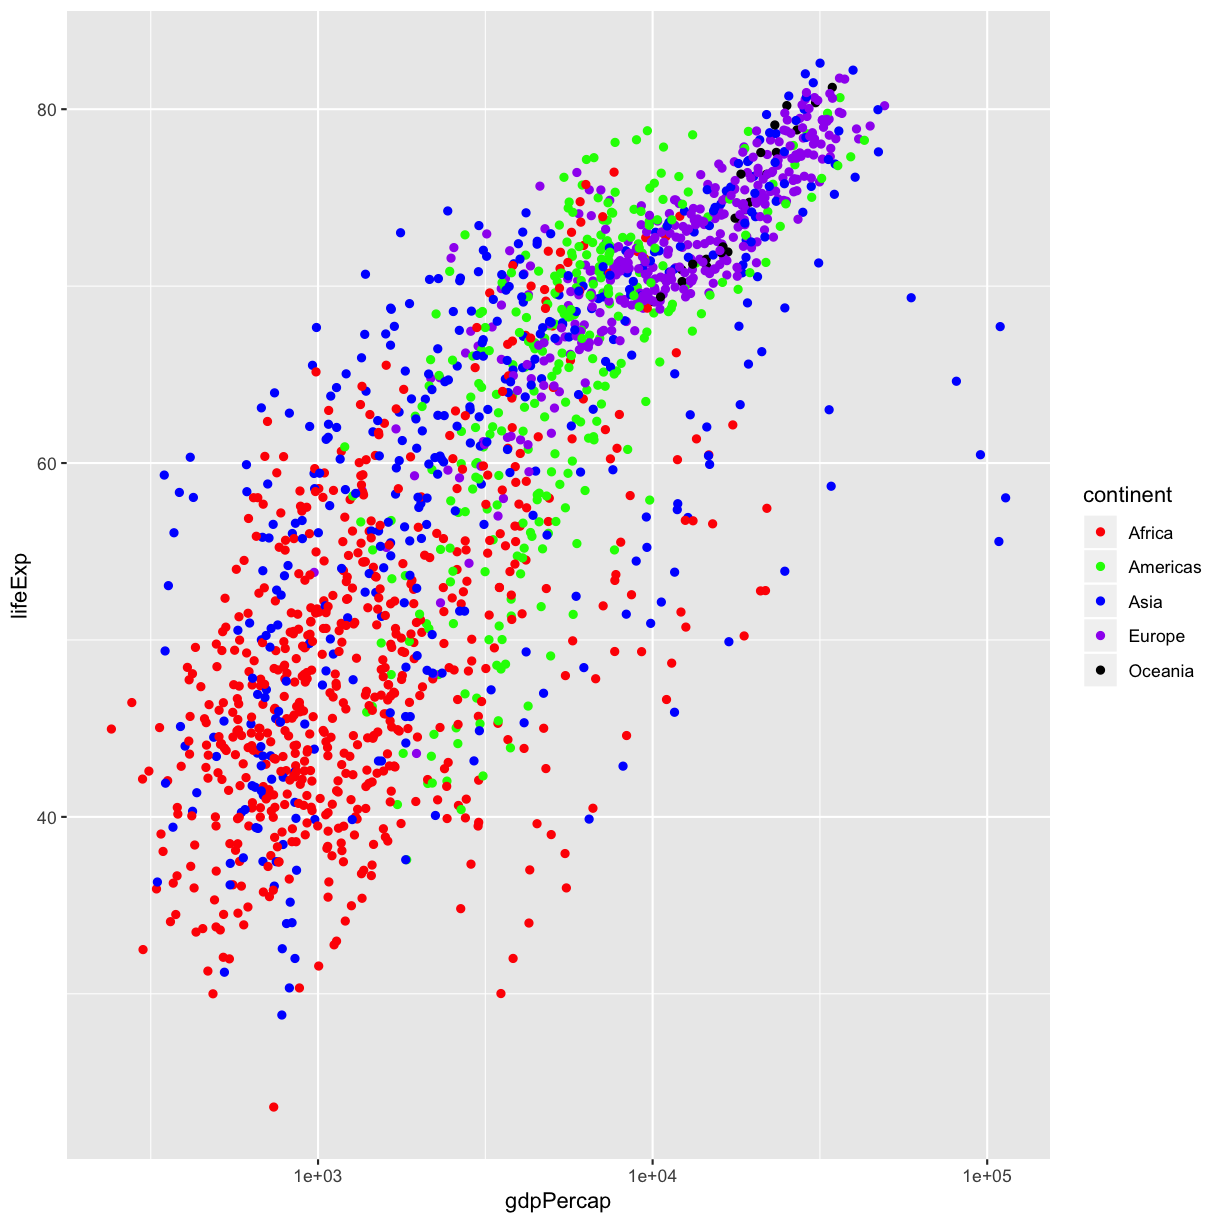 80
60
40
lifeExp
1e+03
1e+04
1e+05
gdpPercap
continent
Africa
Americas
Asia
Europe
Oceania